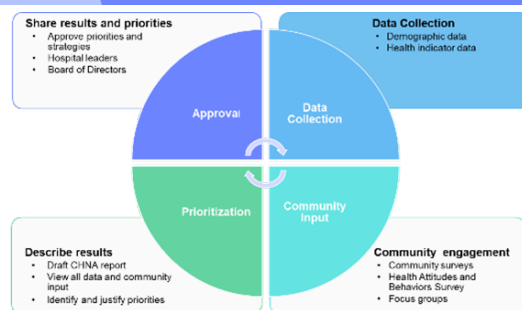 Share results and priorities
• Approve priorities and
strategies
• Hospital leaders
• Board of Directors
Data Collection
• Demographic data
• Health indicator data
Approval
Data
Collection
Prioritization
Community
Input
Describe results
• Draft CHNA report
• View all data and community
input
• Identify and justify priorities
Community engagement
• Community surveys
• Health Attitudes and
Behaviors Survey
• Focus groups